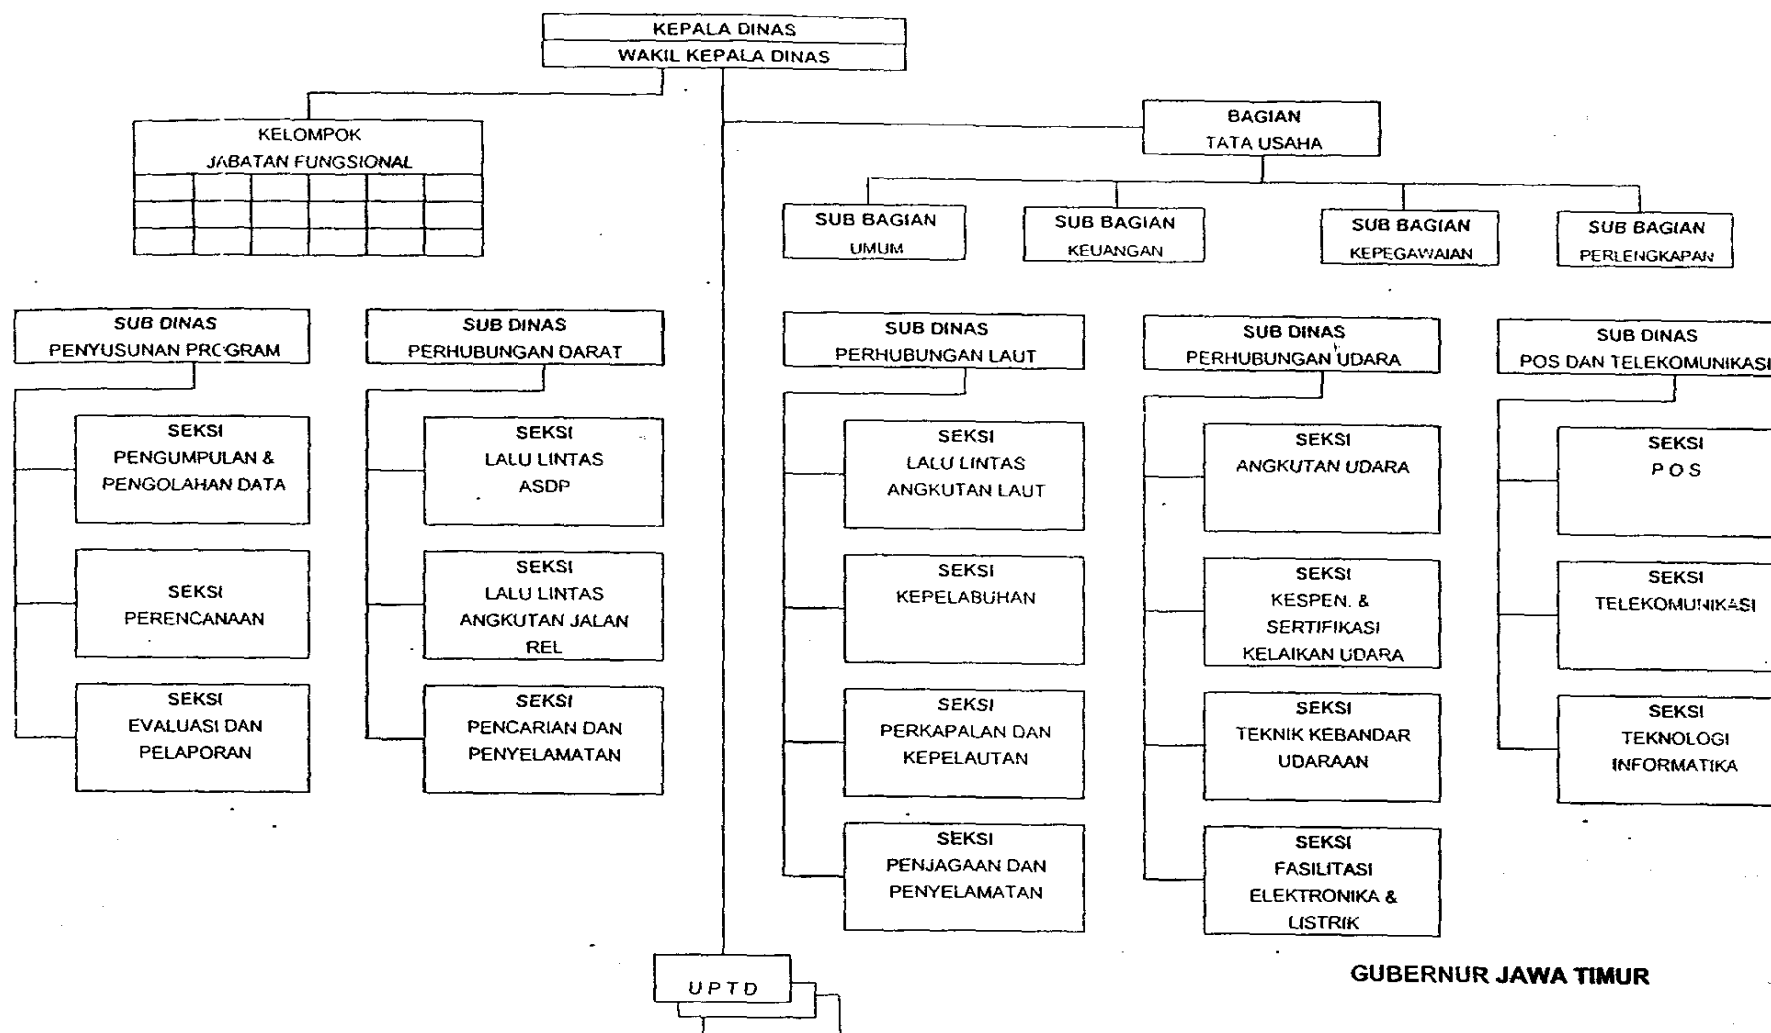 KEPALA DINAS
WAKIL KEPALA DINAS
KELOMPOK
JABATAN FUNGSIONAL
BAGIAN
TATA USAHA
SUB BAGIAN
UMUM
SUB BAGIAN
KEUANGAN
SUB BAGIAN
KEPEGAWAIAN
SUB BAGIAN
PERLENGKAPAN
SUB DINAS
PENYUSUNAN PROGRAM
SEKSI
PENGUMPULAN &
PENGOLAHAN DATA
SEKSI
PERENCANAAN
SEKSI
EVALUASI DAN
PELAPORAN
SUB DINAS
PERHUBUNGAN DARAT
SEKSI
LALU LINTAS
ASDP
SEKSI
LALU LINTAS
ANGKUTAN JALAN
REL
SEKSI
PENCARIAN DAN
PENYELAMATAN
SUB DINAS
PERHUBUNGAN LAUT
SEKSI
LALU LINTAS
ANGKUTAN LAUT
SEKSI
KEPELABUHAN
SEKSI
PERKAPALAN DAN
KEPELAUTAN
SEKSI
PENJAGAAN DAN
PENYELAMATAN
SUB DINAS
PERHUBUNGAN UDARA
SEKSI
ANGKUTAN UDARA
SEKSI
KESPEN. &
SERTIFIKASI
KELAIKAN UDARA
SEKSI
TEKNIK KEBANDAR
UDARAAN
SEKSI
FASILITASI
ELEKTRONIKA &
LISTRIK
SUB DINAS
POS DAN TELEKOMUNIKASI
SEKSI
P O S
SEKSI
TELEKOMUNIKASI
SEKSI
TEKNOLOGI
INFORMATIKA
U P T D
GUBERNUR JAWA TIMUR